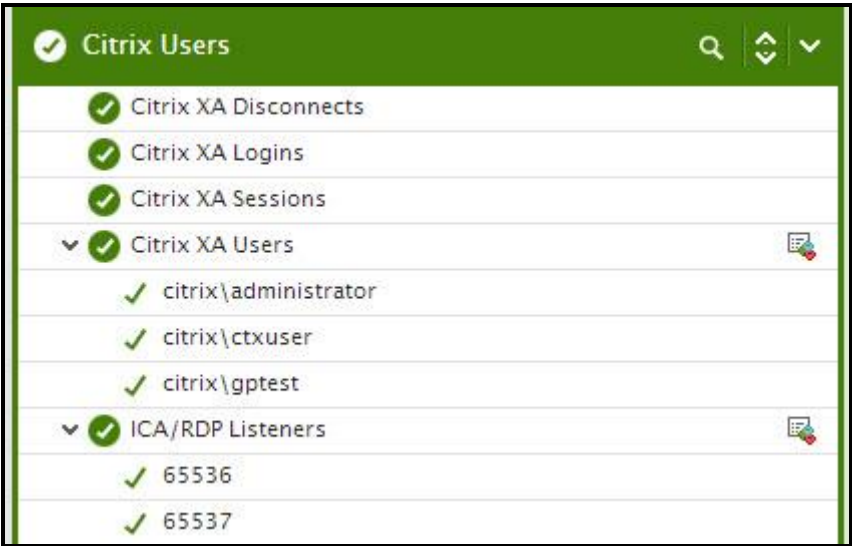 Citrix Users
Citrix XA Disconnects
Citrix XA Logins
Citrix XA Sessions
Citrix XA Users
citrix\administrator
citrix\ctxuser
citrix\gptest
ICA/RDP Listeners
65536
65537